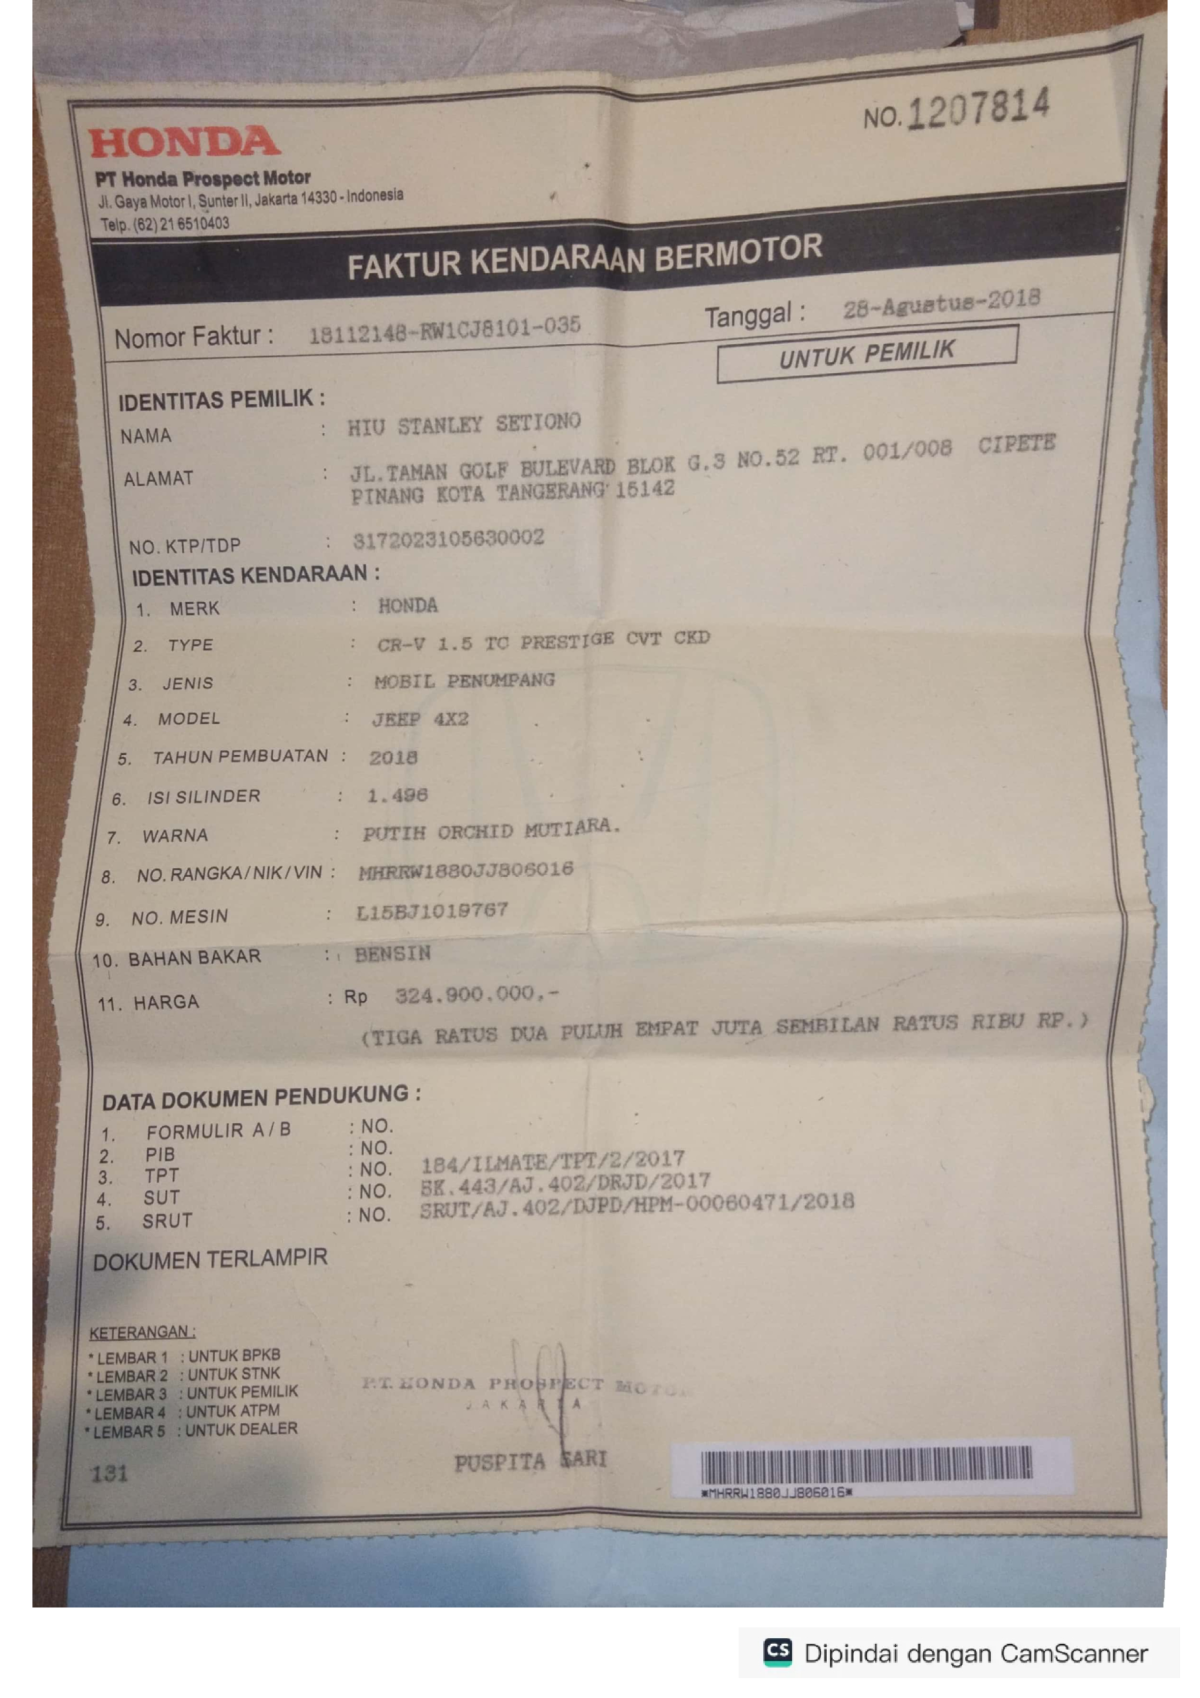 NO. 1207814
HONDA
PT Honda Prospect Motor
Jl. Gaya Motor I, Sunter II, Jakarta 14330 - Indonesia
Telp. (62) 21 6510403
FAKTUR KENDARAAN BERMOTOR
Nomor Faktur : 18112148-RW1CJ8101-035 Tanggal : 28-Agustus-2018
UNTUK PEMILIK
IDENTITAS PEMILIK :
NAMA : HIU STANLEY SETIONO
ALAMAT : JL.TAMAN GOLF BULEVARD BLOK G.3 NO.52 RT. 001/008 CIPETE
PINANG KOTA TANGERANG 15142
NO. KTP/TDP : 3172023105630002
IDENTITAS KENDARAAN :
1. MERK : HONDA
2. TYPE : CR-V 1.5 TC PRESTIGE CVT CKD
3. JENIS : MOBIL PENUMPANG
4. MODEL : JEEP 4X2
5. TAHUN PEMBUATAN : 2018
6. ISI SILINDER : 1.496
7. WARNA : PUTIH ORCHID MUTIARA.
8. NO. RANGKA/NIK/VIN : MHRRW1880JJ806016
9. NO. MESIN : L15BJ1019767
10. BAHAN BAKAR : BENSIN
11. HARGA : Rp 324.900.000,-
(TIGA RATUS DUA PULUH EMPAT JUTA SEMBILAN RATUS RIBU RP.)
DATA DOKUMEN PENDUKUNG :
1. FORMULIR A / B : NO.
2. PIB : NO.
3. TPT : NO. 184/ILMATE/TPT/2/2017
4. SUT : NO. SK.443/AJ.402/DRJD/2017
5. SRUT : NO. SRUT/AJ.402/DJPD/HPM-00060471/2018
DOKUMEN TERLAMPIR
KETERANGAN :
* LEMBAR 1 : UNTUK BPKB
* LEMBAR 2 : UNTUK STNK
* LEMBAR 3 : UNTUK PEMILIK
* LEMBAR 4 : UNTUK ATPM
* LEMBAR 5 : UNTUK DEALER
P.T. HONDA PROSPECT MOTOR
JAKARTA
PUSPITA SARI
131
*MHRRW1880JJ806016*
CS Dipindai dengan CamScanner